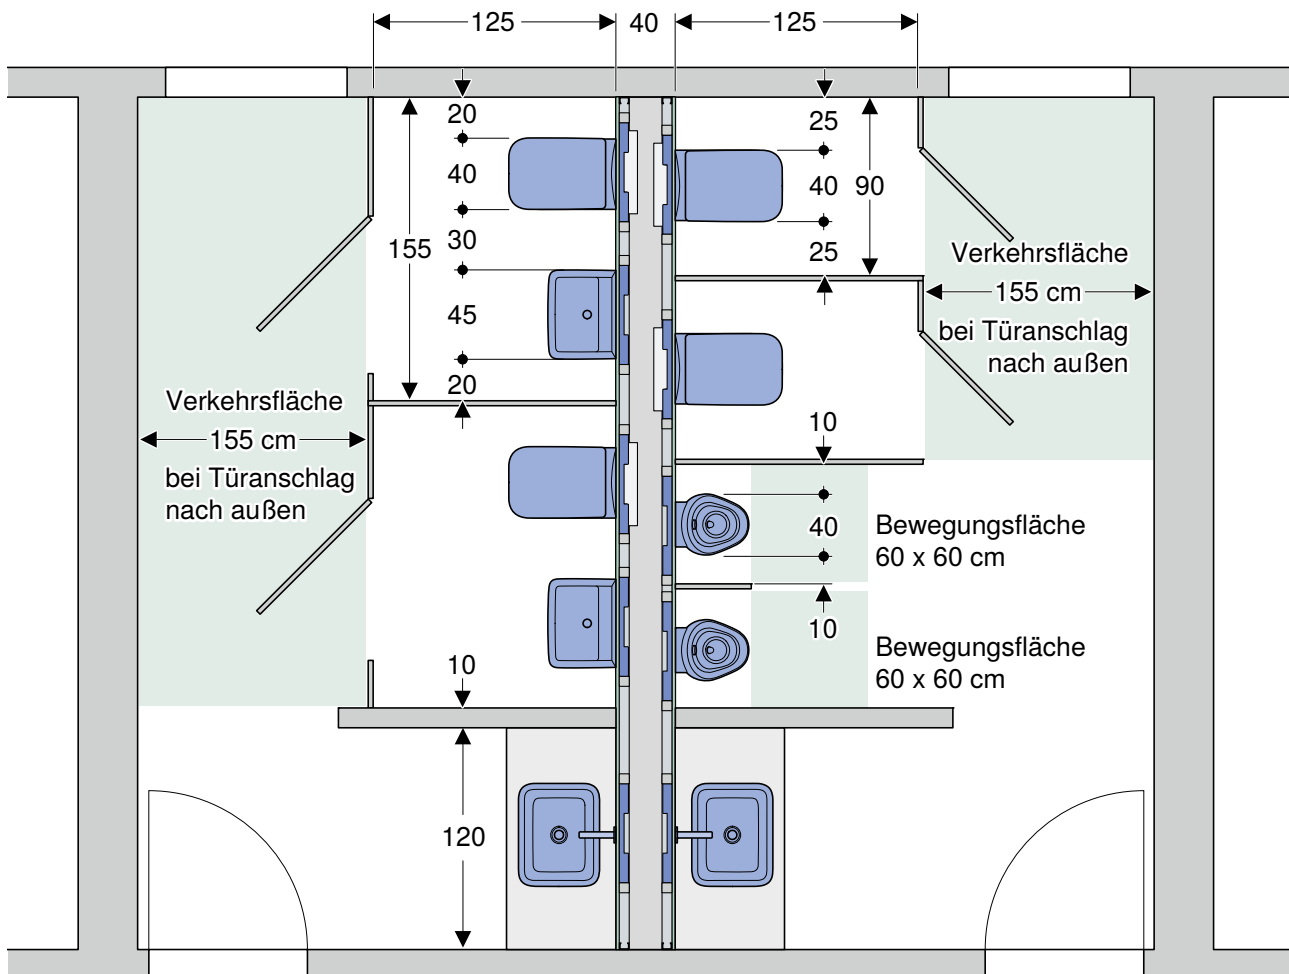 125
40
125
20
40
30
45
20
155
25
40
25
90
Verkehrsfläche
155 cm
bei Türanschlag
nach außen
Verkehrsfläche
155 cm
bei Türanschlag
nach außen
10
40
10
Bewegungsfläche
60 x 60 cm
Bewegungsfläche
60 x 60 cm
10
120